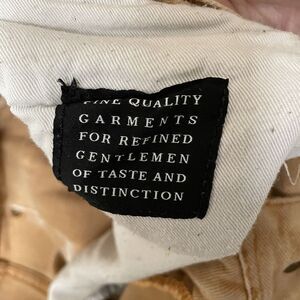 FINE QUALITY
GARMENTS
FOR REFINED
GENTLEMEN
OF TASTE AND
DISTINCTION